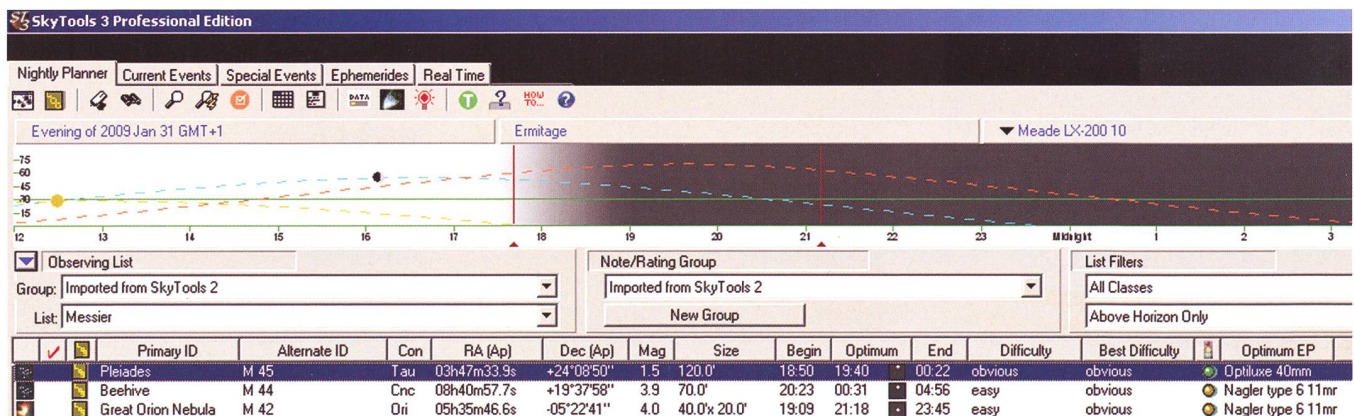 SkyTools 3 Professional Edition
Nightly Planner Current Events Special Events Ephemerides Real Time
DATA HOW TO...
Evening of 2009 Jan 31 GMT+1 Ermitage Meade LX-200 10
75
60
45
30
15
12 13 14 15 16 17 18 19 20 21 22 23 Midnight 1 2 3
Observing List Note/Rating Group List Filters
Group: Imported from SkyTools 2 Imported from SkyTools 2 All Classes
List: Messier New Group Above Horizon Only
Primary ID Alternate ID Con RA (Ap) Dec (Ap) Mag Size Begin Optimum End Difficulty Best Difficulty Optimum EP
Pleiades M 45 Tau 03h47m33.9s +24°08'50" 1.5 120.0' 18:50 19:40 00:22 obvious obvious Optiluxe 40mm
Beehive M 44 Cnc 08h40m57.7s +19°37'58" 3.9 70.0' 20:23 00:31 04:56 easy obvious Nagler type 6 11mr
Great Orion Nebula M 42 Ori 05h35m46.6s -05°22'41" 4.0 40.0'x 20.0' 19:09 21:18 23:45 easy obvious Nagler type 6 11mr